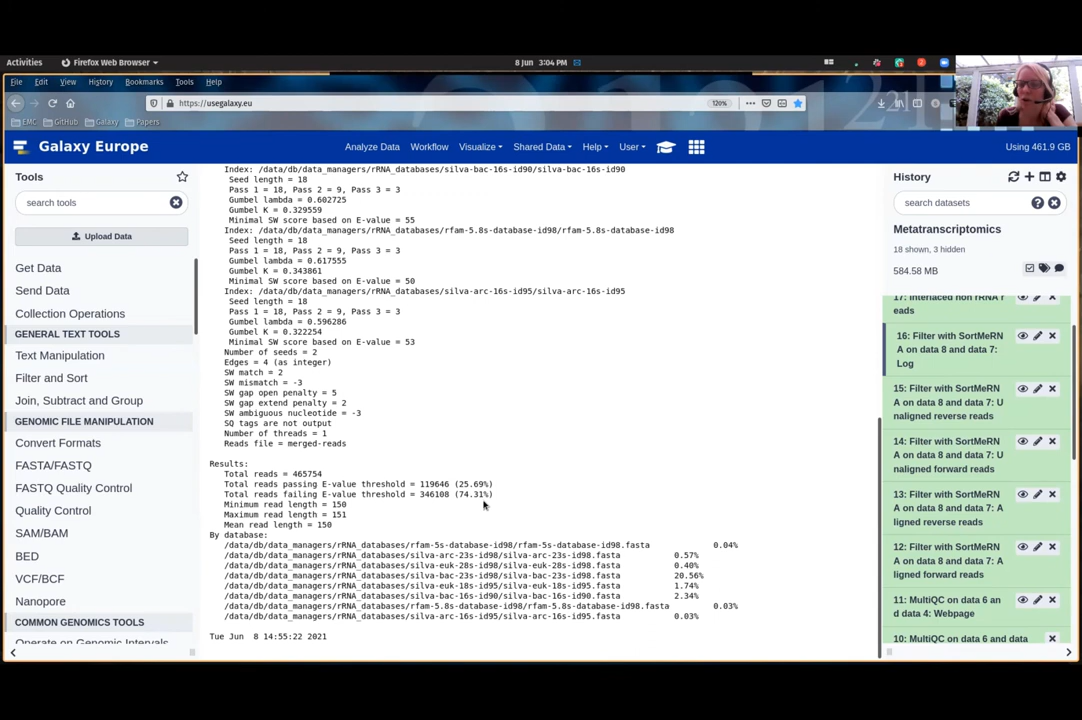 Activities
Firefox Web Browser
8 Jun 3:04 PM
File Edit View History Bookmarks Tools Help
https://usegalaxy.eu
120%
EMC GitHub Galaxy Papers
Galaxy Europe
Analyze Data Workflow Visualize Shared Data Help User
Using 461.9 GB
Tools
search tools
Upload Data
Get Data
Send Data
Collection Operations
GENERAL TEXT TOOLS
Text Manipulation
Filter and Sort
Join, Subtract and Group
GENOMIC FILE MANIPULATION
Convert Formats
FASTA/FASTQ
FASTQ Quality Control
Quality Control
SAM/BAM
BED
VCF/BCF
Nanopore
COMMON GENOMICS TOOLS
Operate on Genomic Intervals
Index: /data/db/data_managers/rRNA_databases/silva-bac-16s-id90/silva-bac-16s-id90
Seed length = 18
Pass 1 = 18, Pass 2 = 9, Pass 3 = 3
Gumbel lambda = 0.602725
Gumbel K = 0.329559
Minimal SW score based on E-value = 55
Index: /data/db/data_managers/rRNA_databases/rfam-5.8s-database-id98/rfam-5.8s-database-id98
Seed length = 18
Pass 1 = 18, Pass 2 = 9, Pass 3 = 3
Gumbel lambda = 0.617555
Gumbel K = 0.343861
Minimal SW score based on E-value = 50
Index: /data/db/data_managers/rRNA_databases/silva-arc-16s-id95/silva-arc-16s-id95
Seed length = 18
Pass 1 = 18, Pass 2 = 9, Pass 3 = 3
Gumbel lambda = 0.596286
Gumbel K = 0.322254
Minimal SW score based on E-value = 53
Number of seeds = 2
Edges = 4 (as integer)
SW match = 2
SW mismatch = -3
SW gap open penalty = 5
SW gap extend penalty = 2
SW ambiguous nucleotide = -3
SQ tags are not output
Number of threads = 1
Reads file = merged-reads
Results:
Total reads = 465754
Total reads passing E-value threshold = 119646 (25.69%)
Total reads failing E-value threshold = 346108 (74.31%)
Minimum read length = 150
Maximum read length = 151
Mean read length = 150
By database:
/data/db/data_managers/rRNA_databases/rfam-5s-database-id98/rfam-5s-database-id98.fasta 0.04%
/data/db/data_managers/rRNA_databases/silva-arc-23s-id98/silva-arc-23s-id98.fasta 0.57%
/data/db/data_managers/rRNA_databases/silva-euk-28s-id98/silva-euk-28s-id98.fasta 0.40%
/data/db/data_managers/rRNA_databases/silva-bac-23s-id98/silva-bac-23s-id98.fasta 20.56%
/data/db/data_managers/rRNA_databases/silva-euk-18s-id95/silva-euk-18s-id95.fasta 1.74%
/data/db/data_managers/rRNA_databases/silva-bac-16s-id90/silva-bac-16s-id90.fasta 2.34%
/data/db/data_managers/rRNA_databases/rfam-5.8s-database-id98/rfam-5.8s-database-id98.fasta 0.03%
/data/db/data_managers/rRNA_databases/silva-arc-16s-id95/silva-arc-16s-id95.fasta 0.03%
Tue Jun 8 14:55:22 2021
History
search datasets
Metatranscriptomics
18 shown, 3 hidden
584.58 MB
17: Interlaced non rRNA r
eads
16: Filter with SortMeRN
A on data 8 and data 7:
Log
15: Filter with SortMeRN
A on data 8 and data 7: U
naligned reverse reads
14: Filter with SortMeRN
A on data 8 and data 7: U
naligned forward reads
13: Filter with SortMeRN
A on data 8 and data 7: A
ligned reverse reads
12: Filter with SortMeRN
A on data 8 and data 7: A
ligned forward reads
11: MultiQC on data 6 an
d data 4: Webpage
10: MultiQC on data 6 and data